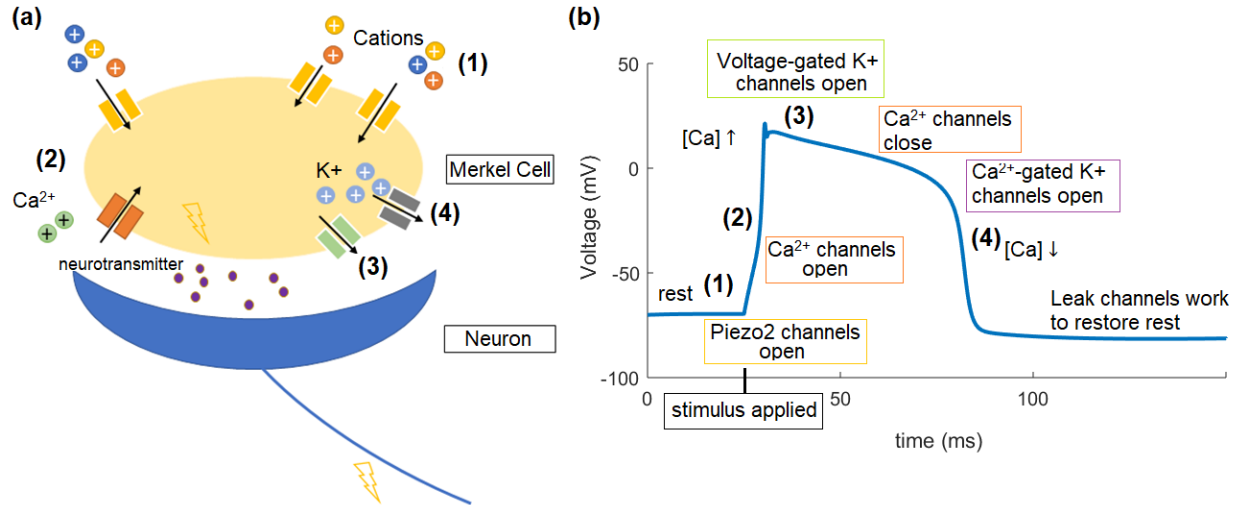 (a)
Cations
(1)
(2)
Ca²⁺
K+
Merkel Cell
(4)
(3)
neurotransmitter
Neuron
(b)
Voltage-gated K+
channels open
(3)
[Ca] ↑
Ca²⁺ channels
close
Ca²⁺-gated K+
channels open
(2)
(4)
[Ca] ↓
Ca²⁺ channels
open
rest
(1)
Piezo2 channels
open
Leak channels work
to restore rest
stimulus applied
Voltage (mV)
50
0
-50
-100
0
50
100
time (ms)